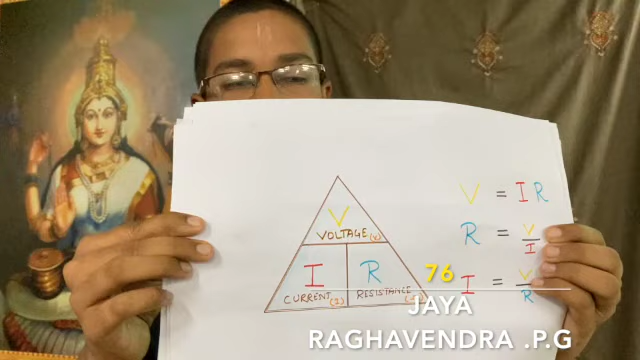 V
VOLTAGE (V)
I R
CURRENT (I) RESISTANCE
V = I R
R = V/I
I = V/R
76
JAYA
RAGHAVENDRA .P.G